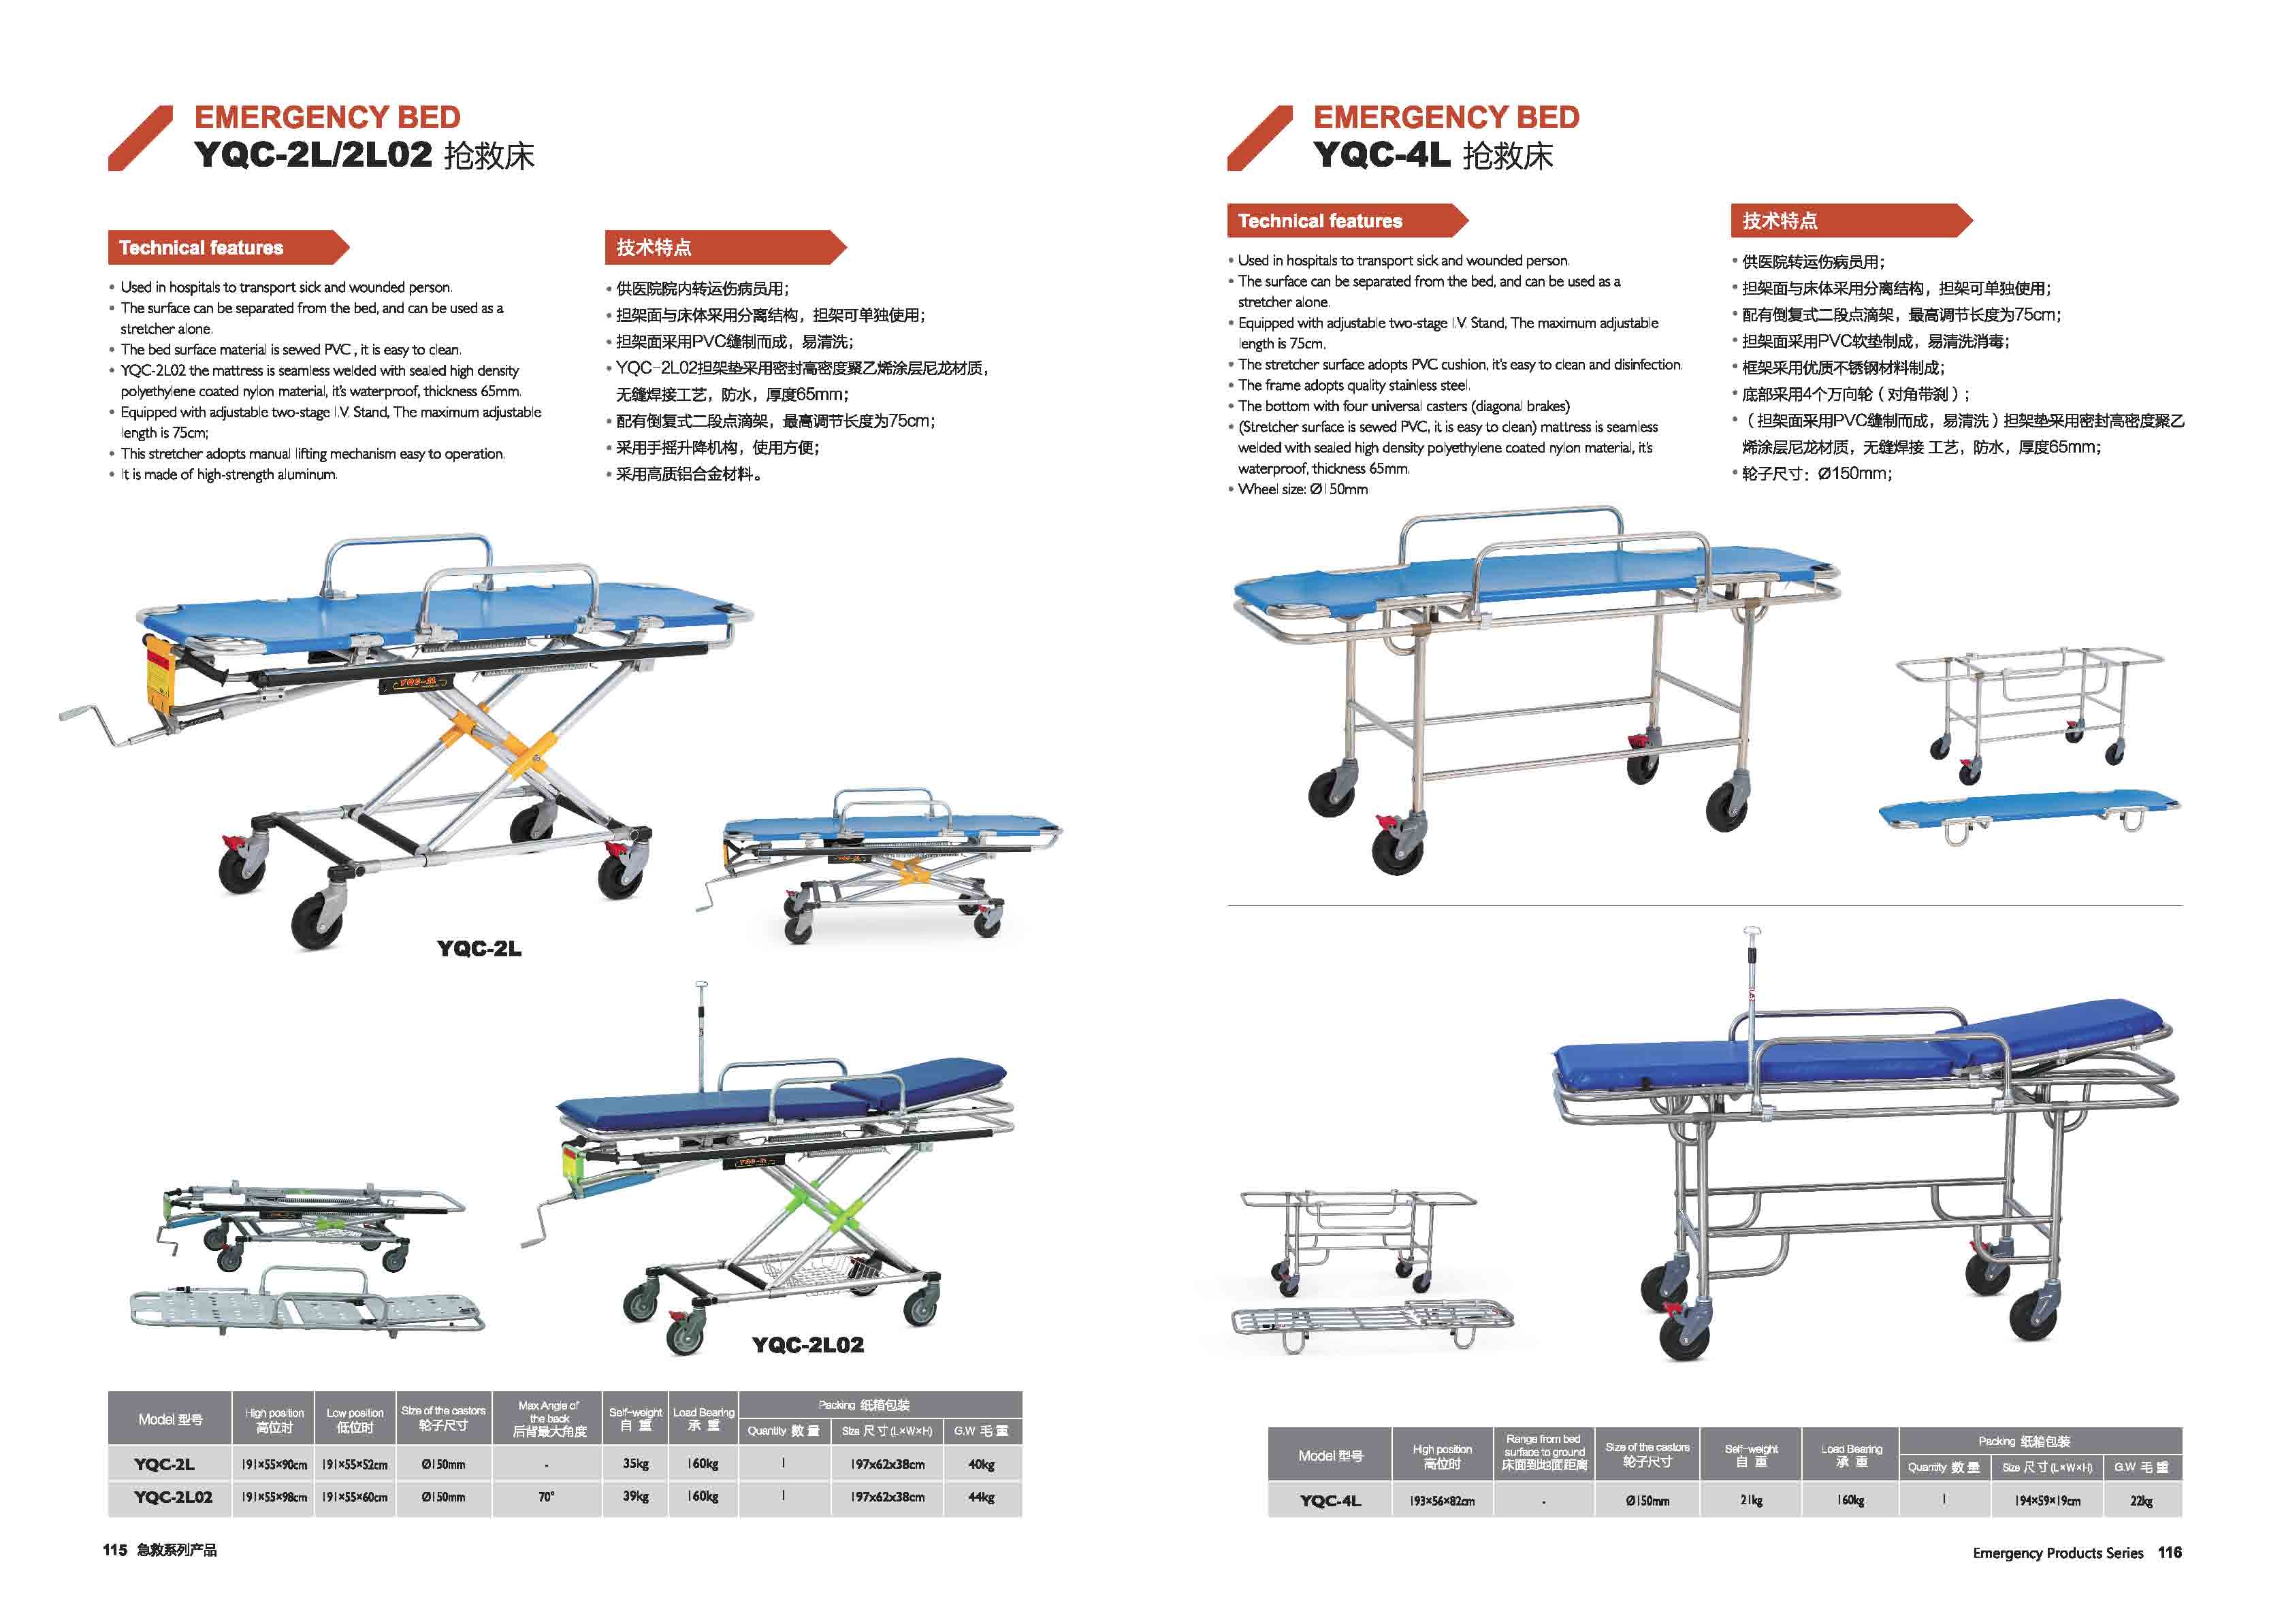 EMERGENCY BED
YQC-2L/2L02 抢救床
Technical features
• Used in hospitals to transport sick and wounded person.
• The surface can be separated from the bed, and can be used as a
stretcher alone.
• The bed surface material is sewed PVC , it is easy to clean.
• YQC-2L02 the mattress is seamless welded with sealed high density
polyethylene coated nylon material, it's waterproof, thickness 65mm.
• Equipped with adjustable two-stage I.V. Stand, The maximum adjustable
length is 75cm;
• This stretcher adopts manual lifting mechanism easy to operation.
• It is made of high-strength aluminum.
技术特点
• 供医院院内转运伤病员用；
• 担架面与床体采用分离结构，担架可单独使用；
• 担架面采用PVC缝制而成，易清洗；
• YQC-2L02担架垫采用密封高密度聚乙烯涂层尼龙材质，
无缝焊接工艺，防水，厚度65mm；
• 配有倒复式二段点滴架，最高调节长度为75cm；
• 采用手摇升降机构，使用方便；
• 采用高质铝合金材料。
YQC-2L
YQC-2L
YQC-2L
YQC-2L
YQC-2L02
Model 型号 High position 高位时 Low position 低位时 Size of the castors 轮子尺寸 Max Angle of the back 后背最大角度 Self-weight 自 重 Load Bearing 承 重 Packing 纸箱包装
Quantity 数 量 Size 尺 寸 (L×W×H) G.W 毛 重
YQC-2L 191×55×90cm 191×55×52cm Ø150mm - 35kg 160kg 1 197x62x38cm 40kg
YQC-2L02 191×55×98cm 191×55×60cm Ø150mm 70° 39kg 160kg 1 197x62x38cm 44kg
115 急救系列产品
EMERGENCY BED
YQC-4L 抢救床
Technical features
• Used in hospitals to transport sick and wounded person.
• The surface can be separated from the bed, and can be used as a
stretcher alone.
• Equipped with adjustable two-stage I.V. Stand, The maximum adjustable
length is 75cm.
• The stretcher surface adopts PVC cushion, it's easy to clean and disinfection.
• The frame adopts quality stainless steel.
• The bottom with four universal casters (diagonal brakes)
• (Stretcher surface is sewed PVC, it is easy to clean) mattress is seamless
welded with sealed high density polyethylene coated nylon material, it's
waterproof, thickness 65mm.
• Wheel size: Ø150mm
技术特点
• 供医院转运伤病员用；
• 担架面与床体采用分离结构，担架可单独使用；
• 配有倒复式二段点滴架，最高调节长度为75cm；
• 担架面采用PVC软垫制成，易清洗消毒；
• 框架采用优质不锈钢材料制成；
• 底部采用4个万向轮（对角带刹）；
• （担架面采用PVC缝制而成，易清洗）担架垫采用密封高密度聚乙
烯涂层尼龙材质，无缝焊接 工艺，防水，厚度65mm；
• 轮子尺寸：Ø150mm；
Model 型号 High position 高位时 Range from bed surface to ground 床面到地面距离 Size of the castors 轮子尺寸 Self-weight 自 重 Load Bearing 承 重 Packing 纸箱包装
Quantity 数 量 Size 尺 寸 (L×W×H) G.W 毛 重
YQC-4L 193×56×82cm - Ø150mm 21kg 160kg 1 194×59×19cm 22kg
Emergency Products Series 116